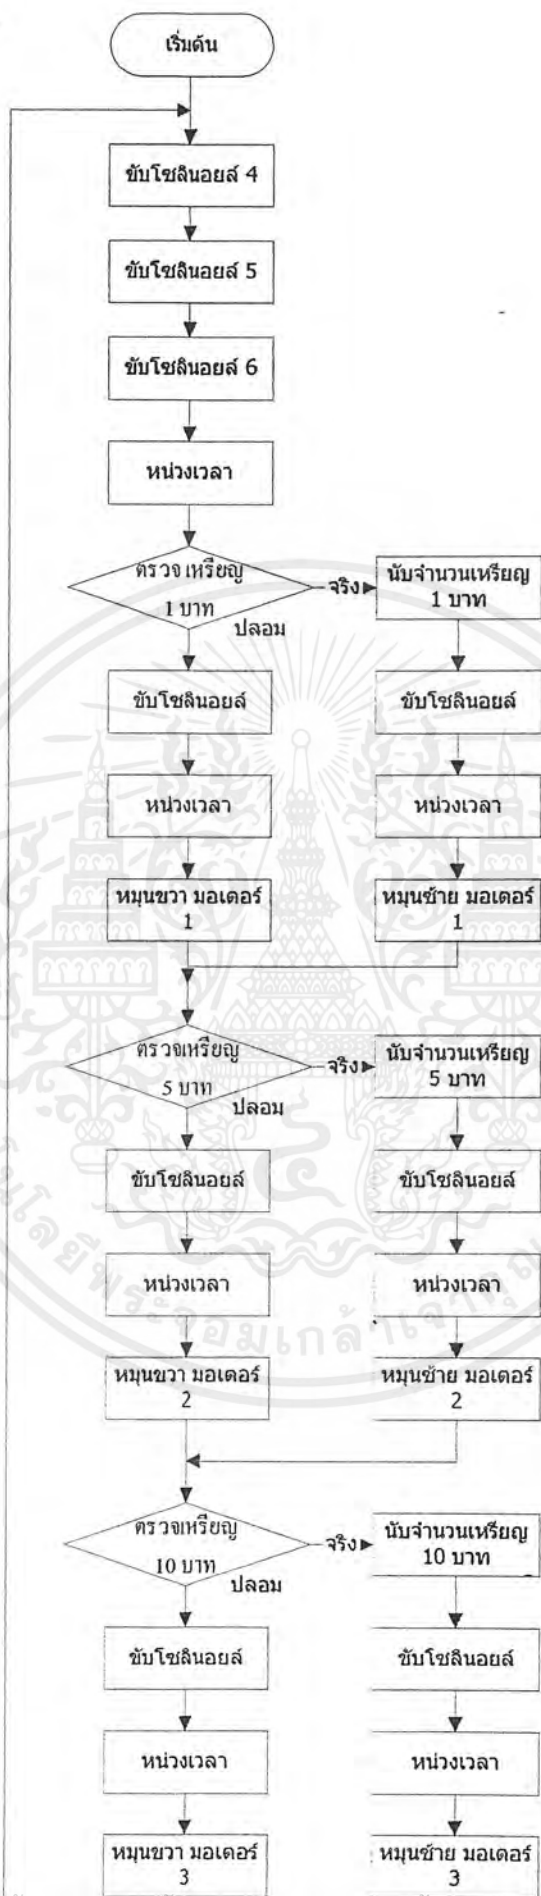 เริ่มต้น
ขับโซลินอยล์ 4
ขับโซลินอยล์ 5
ขับโซลินอยล์ 6
หน่วงเวลา
ตรวจเหรียญ
1 บาท
จริง
ปลอม
นับจำนวนเหรียญ
1 บาท
ขับโซลินอยล์
ขับโซลินอยล์
หน่วงเวลา
หน่วงเวลา
หมุนขวา มอเตอร์
1
หมุนซ้าย มอเตอร์
1
ตรวจเหรียญ
5 บาท
จริง
ปลอม
นับจำนวนเหรียญ
5 บาท
ขับโซลินอยล์
ขับโซลินอยล์
หน่วงเวลา
หน่วงเวลา
หมุนขวา มอเตอร์
2
หมุนซ้าย มอเตอร์
2
ตรวจเหรียญ
10 บาท
จริง
ปลอม
นับจำนวนเหรียญ
10 บาท
ขับโซลินอยล์
ขับโซลินอยล์
หน่วงเวลา
หน่วงเวลา
หมุนขวา มอเตอร์
3
หมุนซ้าย มอเตอร์
3